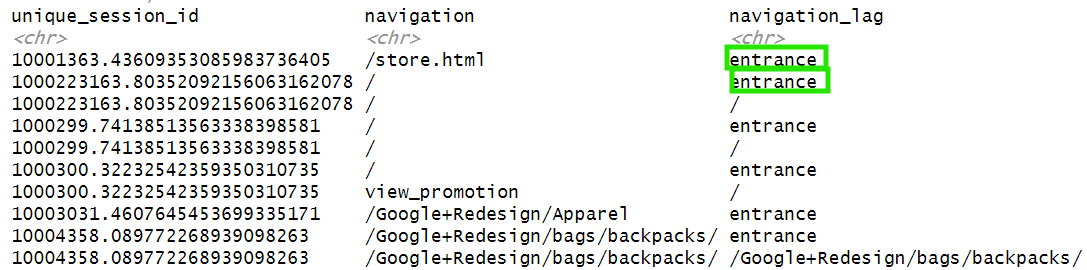 unique_session_id navigation navigation_lag
<chr> <chr> <chr>
10001363.43609353085983736405 /store.html entrance
1000223163.80352092156063162078 / entrance
1000223163.80352092156063162078 / /
1000299.74138513563338398581 / entrance
1000299.74138513563338398581 / /
1000300.32232542359350310735 / entrance
1000300.32232542359350310735 view_promotion /
10003031.4607645453699335171 /Google+Redesign/Apparel entrance
10004358.089772268939098263 /Google+Redesign/bags/backpacks/ entrance
10004358.089772268939098263 /Google+Redesign/bags/backpacks/ /Google+Redesign/bags/backpacks/